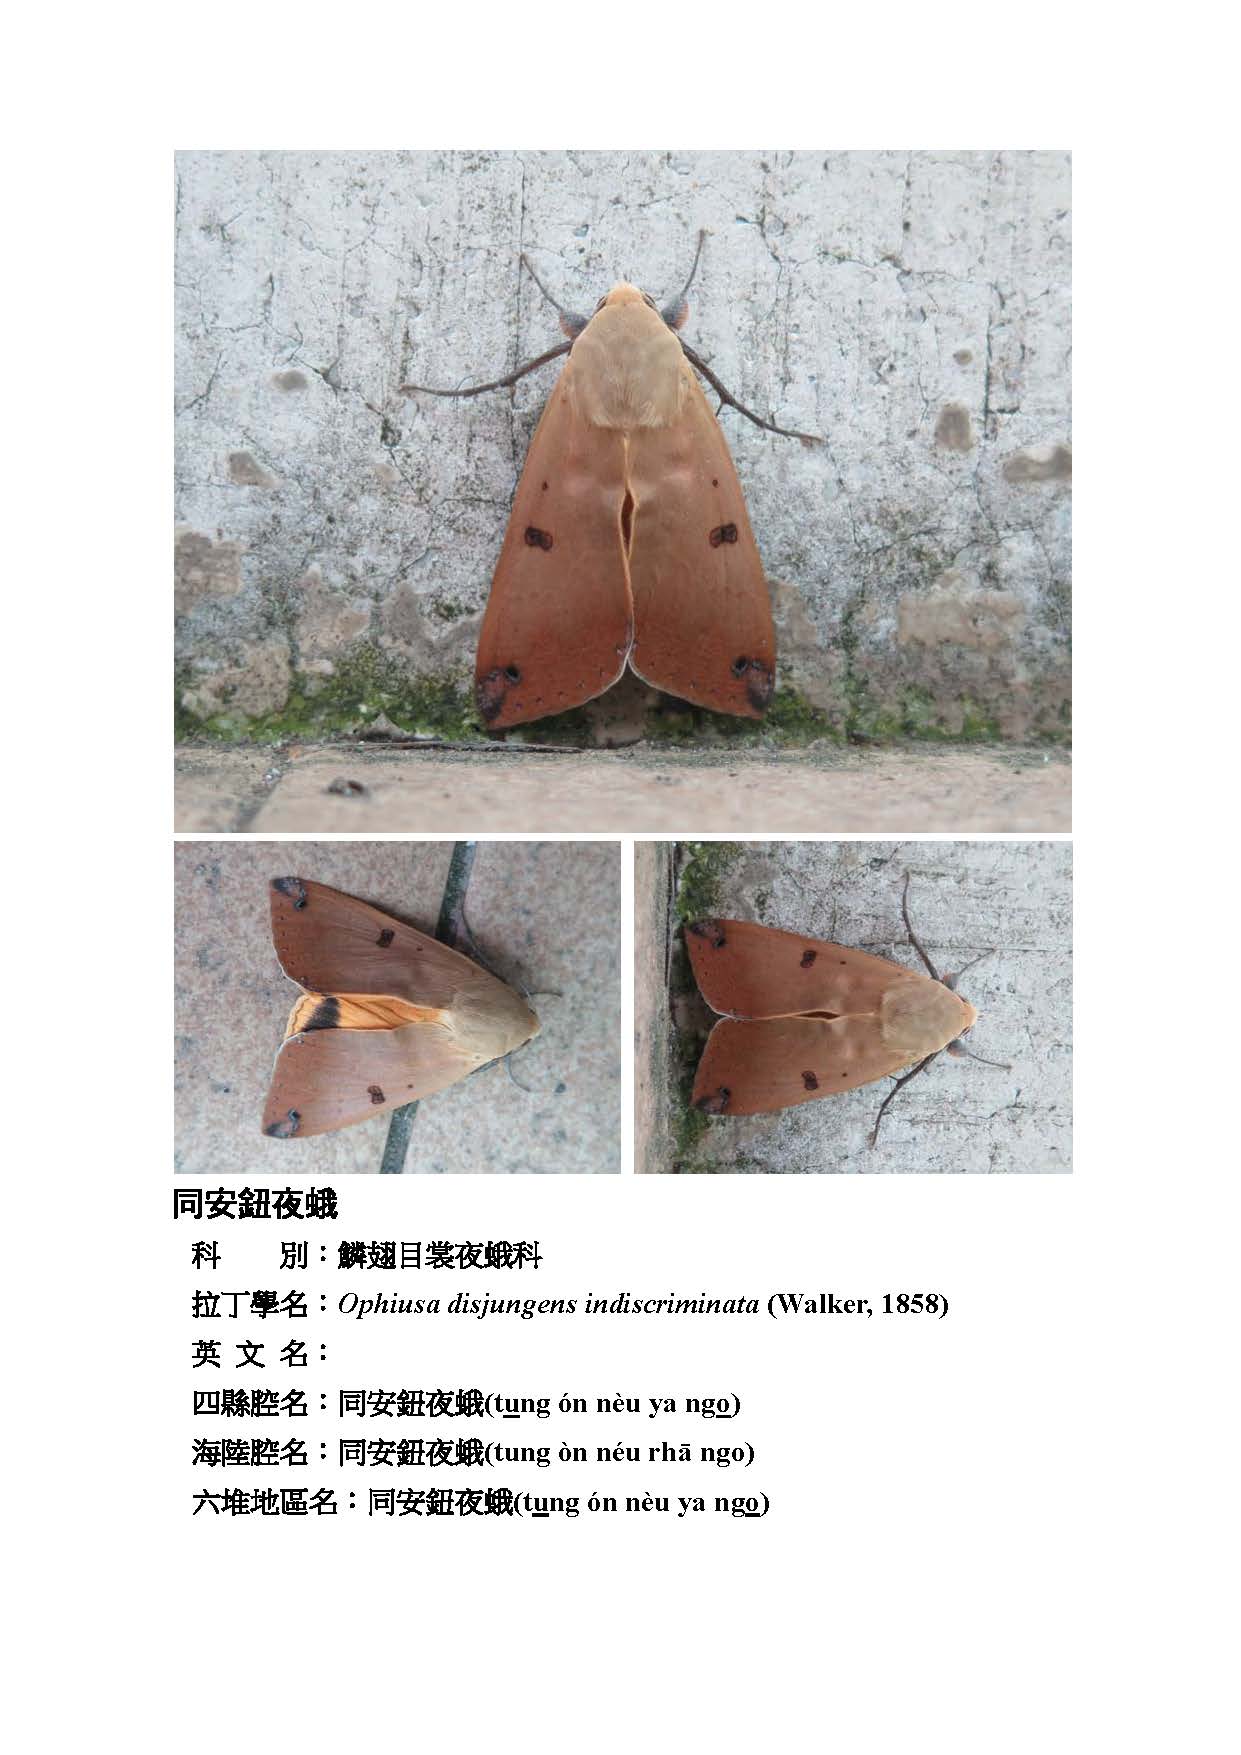 同安鈕夜蛾
科　　別：鱗翅目裳夜蛾科
拉丁學名：Ophiusa disjungens indiscriminata (Walker, 1858)
英 文 名：
四縣腔名：同安鈕夜蛾(tung ón nèu ya ngo)
海陸腔名：同安鈕夜蛾(tung òn néu rhā ngo)
六堆地區名：同安鈕夜蛾(tung ón nèu ya ngo)